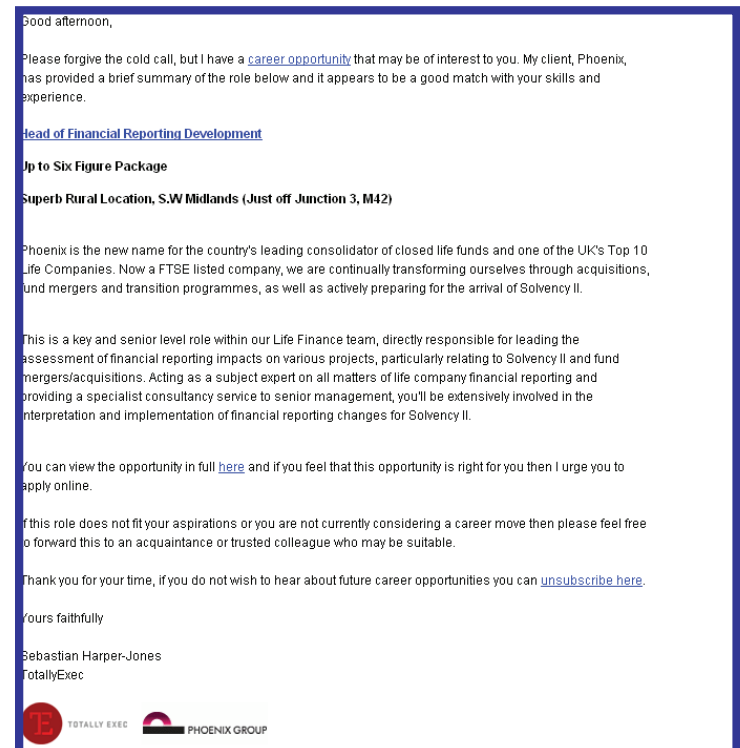 Good afternoon,
Please forgive the cold call, but I have a career opportunity that may be of interest to you. My client, Phoenix,
has provided a brief summary of the role below and it appears to be a good match with your skills and
experience.
Head of Financial Reporting Development
Up to Six Figure Package
Superb Rural Location, S.W Midlands (Just off Junction 3, M42)
Phoenix is the new name for the country's leading consolidator of closed life funds and one of the UK's Top 10
Life Companies. Now a FTSE listed company, we are continually transforming ourselves through acquisitions,
fund mergers and transition programmes, as well as actively preparing for the arrival of Solvency II.
This is a key and senior level role within our Life Finance team, directly responsible for leading the
assessment of financial reporting impacts on various projects, particularly relating to Solvency II and fund
mergers/acquisitions. Acting as a subject expert on all matters of life company financial reporting and
providing a specialist consultancy service to senior management, you'll be extensively involved in the
interpretation and implementation of financial reporting changes for Solvency II.
You can view the opportunity in full here and if you feel that this opportunity is right for you then I urge you to
apply online.
If this role does not fit your aspirations or you are not currently considering a career move then please feel free
to forward this to an acquaintance or trusted colleague who may be suitable.
Thank you for your time, if you do not wish to hear about future career opportunities you can unsubscribe here.
Yours faithfully
Sebastian Harper-Jones
TotallyExec
TE TOTALLY EXEC PHOENIX GROUP